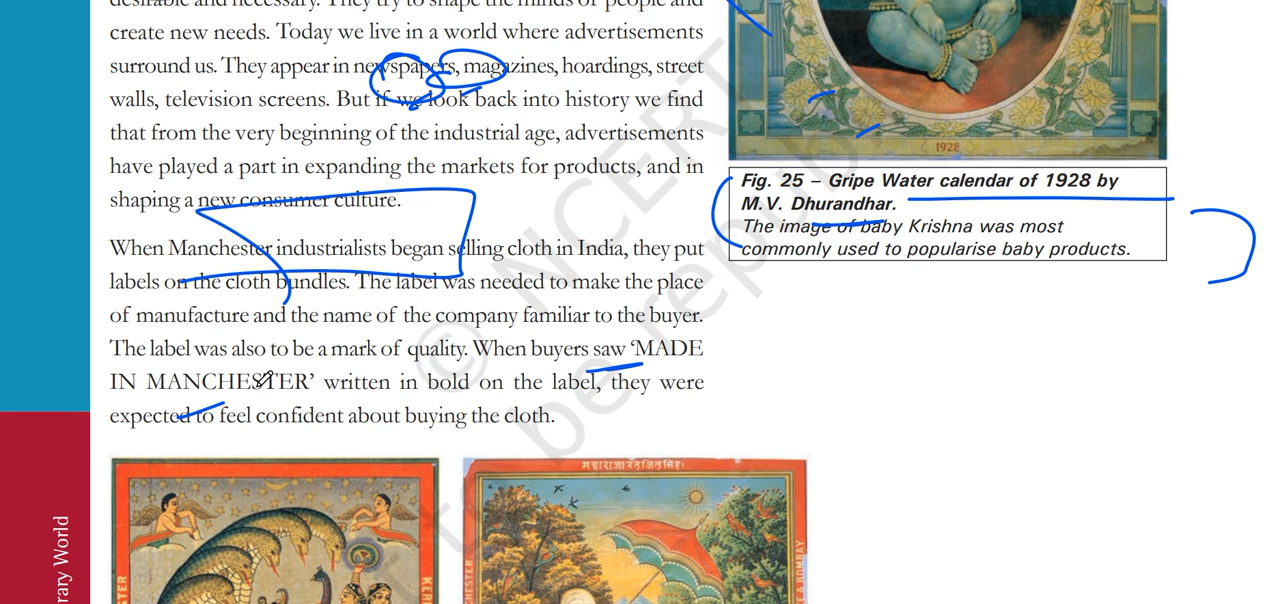 create new needs. Today we live in a world where advertisements
surround us. They appear in newspapers, magazines, hoardings, street
walls, television screens. But if we look back into history we find
that from the very beginning of the industrial age, advertisements
have played a part in expanding the markets for products, and in
shaping a new consumer culture.
When Manchester industrialists began selling cloth in India, they put
labels on the cloth bundles. The label was needed to make the place
of manufacture and the name of the company familiar to the buyer.
The label was also to be a mark of quality. When buyers saw ‘MADE
IN MANCHESTER’ written in bold on the label, they were
expected to feel confident about buying the cloth.
1928
Fig. 25 – Gripe Water calendar of 1928 by
M.V. Dhurandhar.
The image of baby Krishna was most
commonly used to popularise baby products.
© NCERT
महाराजा रंजित सिंह।
World